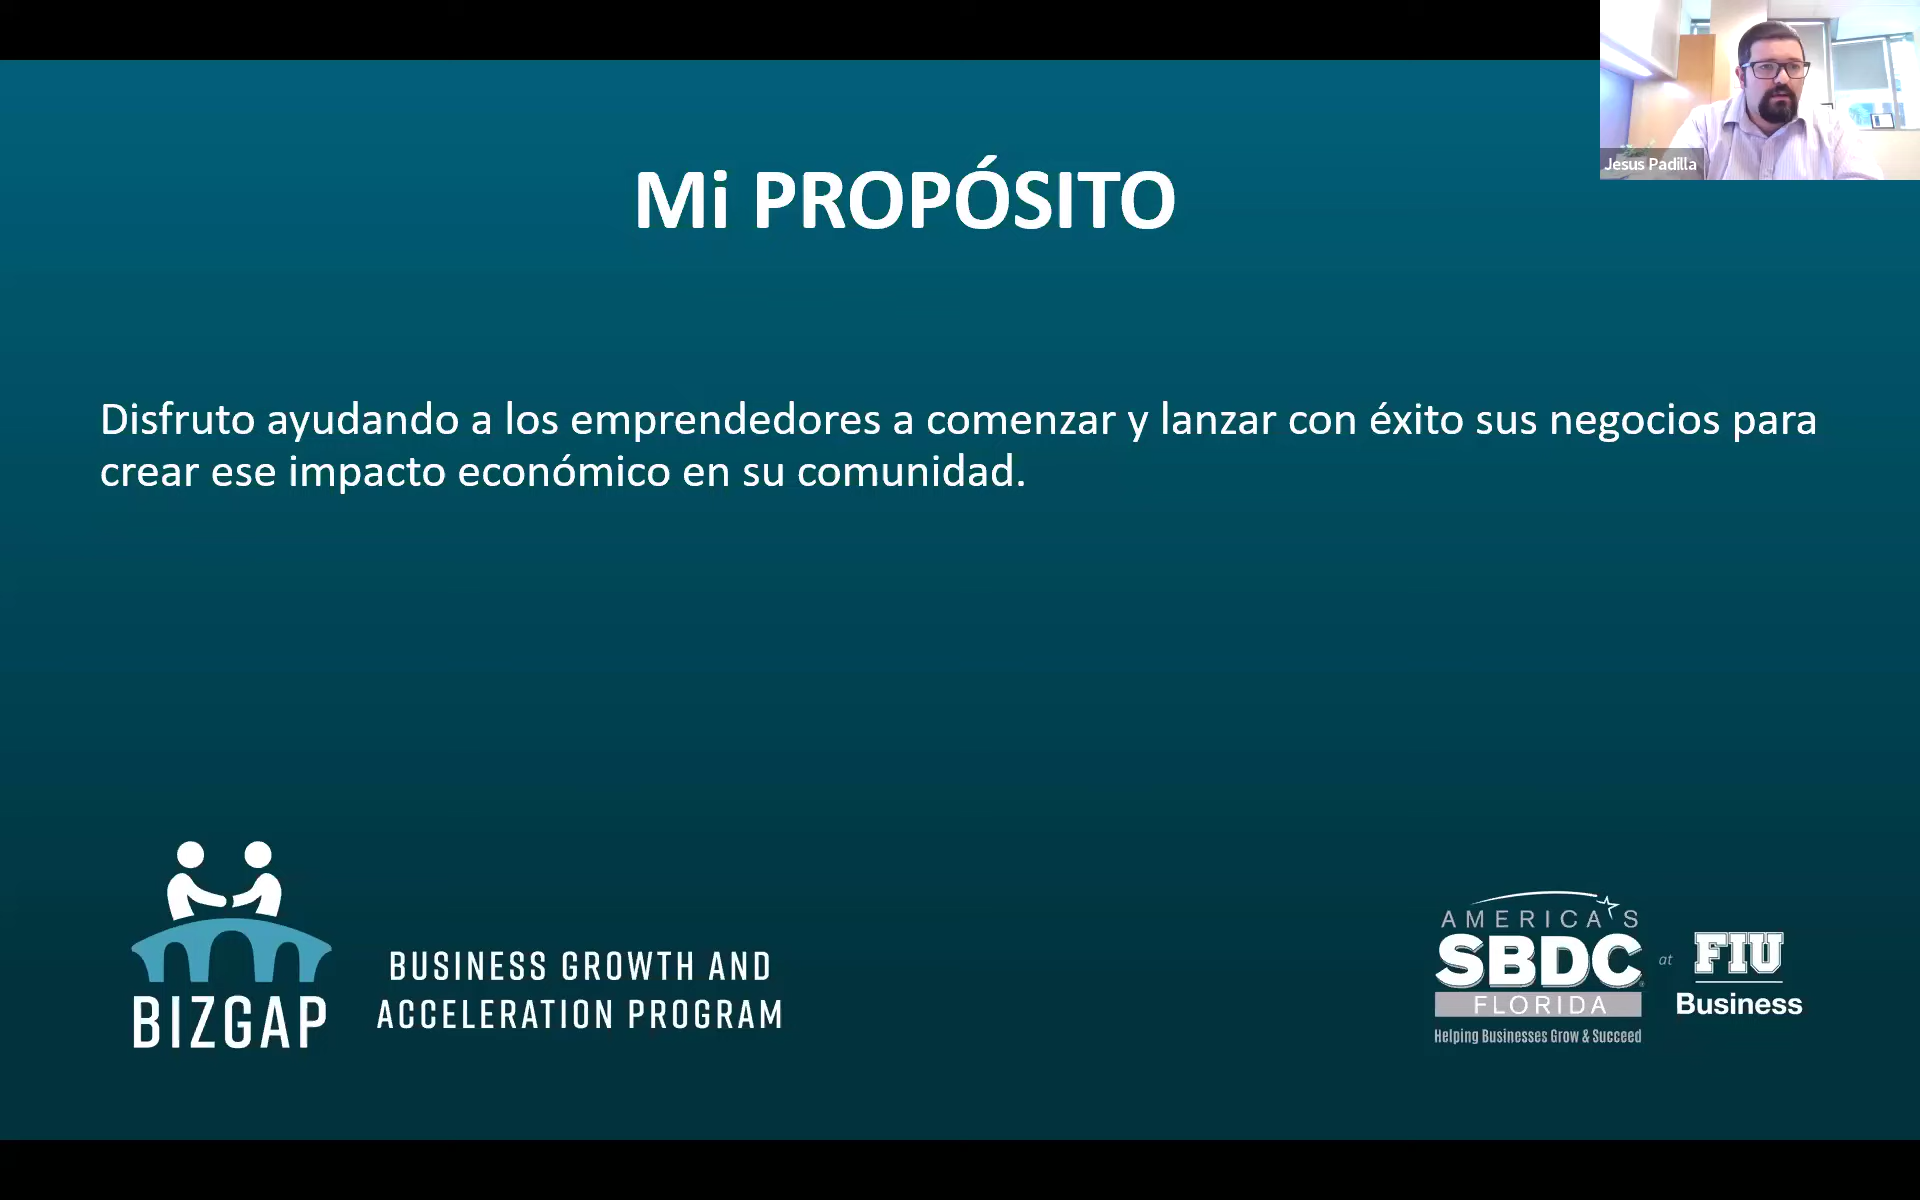 Jesus Padilla
Mi PROPÓSITO
Disfruto ayudando a los emprendedores a comenzar y lanzar con éxito sus negocios para
crear ese impacto económico en su comunidad.
BIZGAP
BUSINESS GROWTH AND
ACCELERATION PROGRAM
AMERICA'S
SBDC
FLORIDA
Helping Businesses Grow & Succeed
at
FIU
Business